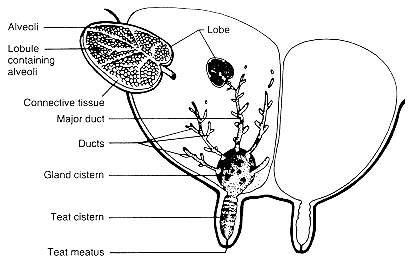 Alveoli
Lobe
Lobule
containing
alveoli
Connective tissue
Major duct
Ducts
Gland cistern
Teat cistern
Teat meatus